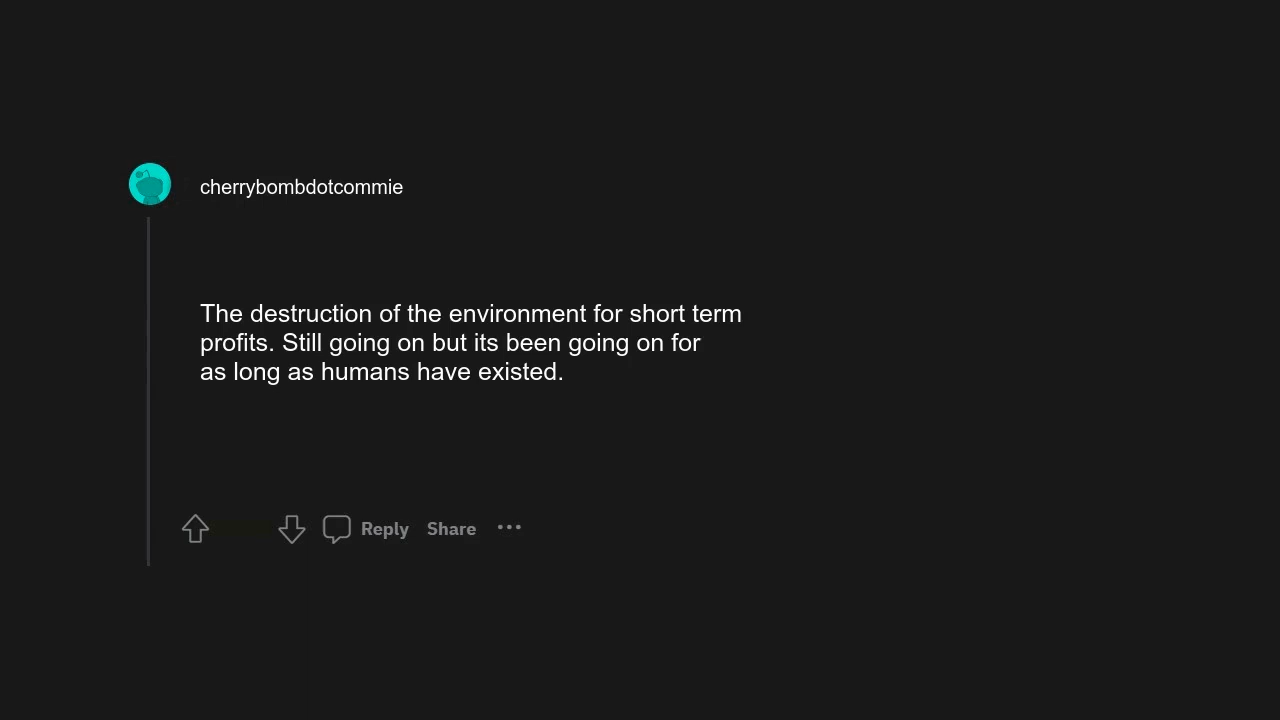 cherrybombdotcommie
The destruction of the environment for short term
profits. Still going on but its been going on for
as long as humans have existed.
Reply Share